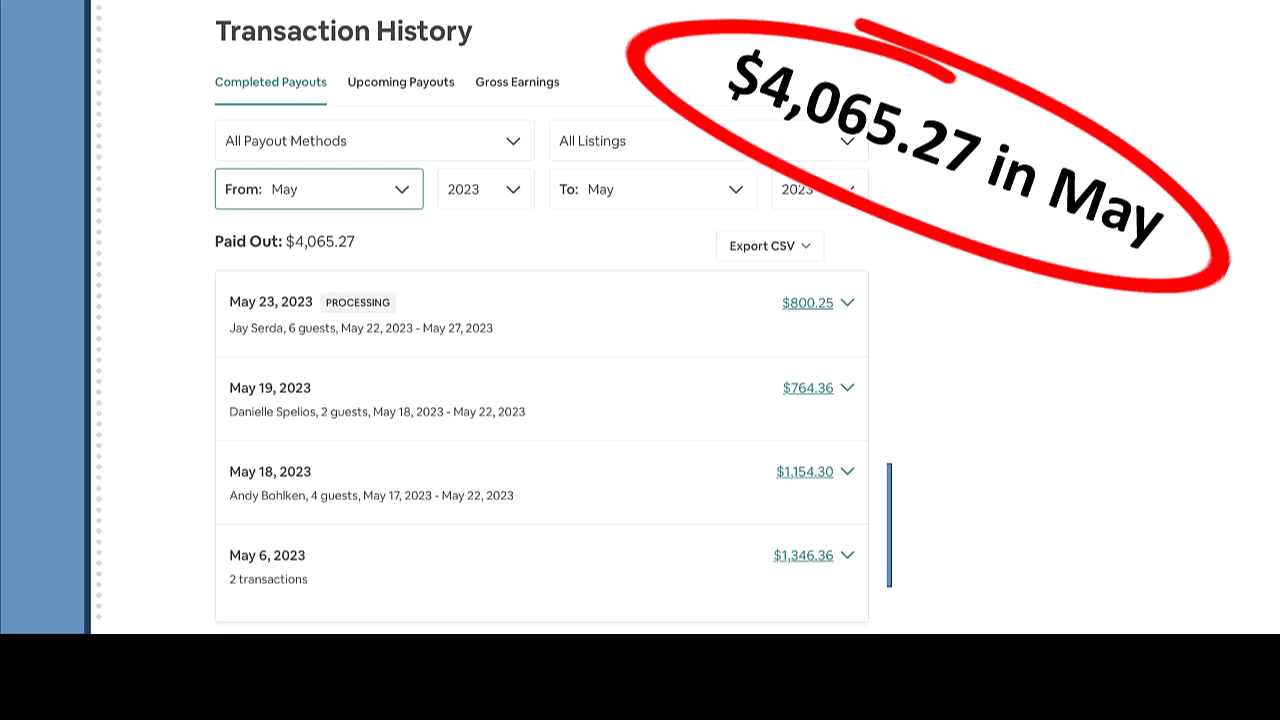 Transaction History
$4,065.27 in May
Completed Payouts Upcoming Payouts Gross Earnings
All Payout Methods All Listings
From: May 2023 To: May 2023
Paid Out: $4,065.27
Export CSV
May 23, 2023 PROCESSING $800.25
Jay Serda, 6 guests, May 22, 2023 - May 27, 2023
May 19, 2023 $764.36
Danielle Spelios, 2 guests, May 18, 2023 - May 22, 2023
May 18, 2023 $1,154.30
Andy Bohlken, 4 guests, May 17, 2023 - May 22, 2023
May 6, 2023 $1,346.36
2 transactions